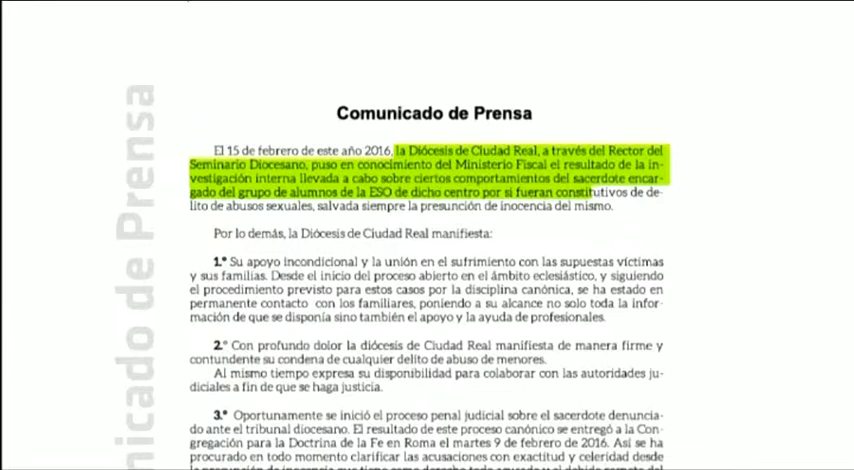 Comunicado de Prensa
El 15 de febrero de este año 2016, la Diócesis de Ciudad Real, a través del Rector del
Seminario Diocesano, puso en conocimiento del Ministerio Fiscal el resultado de la in-
vestigación interna llevada a cabo sobre ciertos comportamientos del sacerdote encar-
gado del grupo de alumnos de la ESO de dicho centro por si fueran constitutivos de de-
lito de abusos sexuales, salvada siempre la presunción de inocencia del mismo.
Por lo demás, la Diócesis de Ciudad Real manifiesta:
1.º Su apoyo incondicional y la unión en el sufrimiento con las supuestas víctimas
y sus familias. Desde el inicio del proceso abierto en el ámbito eclesiástico, y siguiendo
el procedimiento previsto para estos casos por la disciplina canónica, se ha estado en
permanente contacto con los familiares, poniendo a su alcance no solo toda la infor-
mación de que se disponía sino también el apoyo y la ayuda de profesionales.
2.º Con profundo dolor la diócesis de Ciudad Real manifiesta de manera firme y
contundente su condena de cualquier delito de abuso de menores.
Al mismo tiempo expresa su disponibilidad para colaborar con las autoridades ju-
diciales a fin de que se haga justicia.
3.º Oportunamente se inició el proceso penal judicial sobre el sacerdote denuncia-
do ante el tribunal diocesano. El resultado de este proceso canónico se entregó a la Con-
gregación para la Doctrina de la Fe en Roma el martes 9 de febrero de 2016. Así se ha
procurado en todo momento clarificar las acusaciones con exactitud y celeridad desde
nicado de Prensa